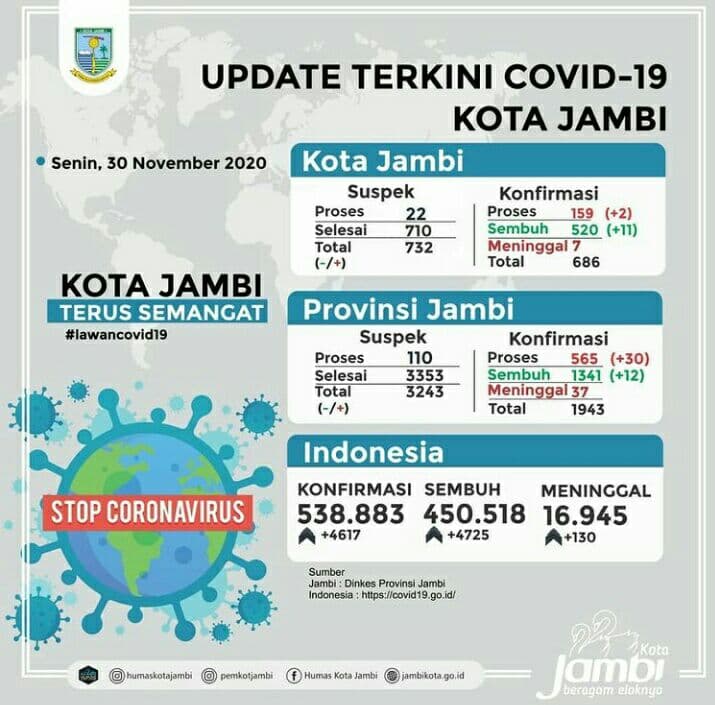 UPDATE TERKINI COVID-19
KOTA JAMBI
Senin, 30 November 2020
Kota Jambi
Suspek
Proses 22
Selesai 710
Total 732
(-/+)
Konfirmasi
Proses 159 (+2)
Sembuh 520 (+11)
Meninggal 7
Total 686
KOTA JAMBI
TERUS SEMANGAT
#lawancovid19
Provinsi Jambi
Suspek
Proses 110
Selesai 3353
Total 3243
(-/+)
Konfirmasi
Proses 565 (+30)
Sembuh 1341 (+12)
Meninggal 37
Total 1943
STOP CORONAVIRUS
Indonesia
KONFIRMASI SEMBUH MENINGGAL
538.883 450.518 16.945
+4617 +4725 +130
Sumber
Jambi : Dinkes Provinsi Jambi
Indonesia : https://covid19.go.id/
humaskotajambi pemkotjambi Humas Kota Jambi jambikota.go.id
Kota
Jambi
beragam eloknya